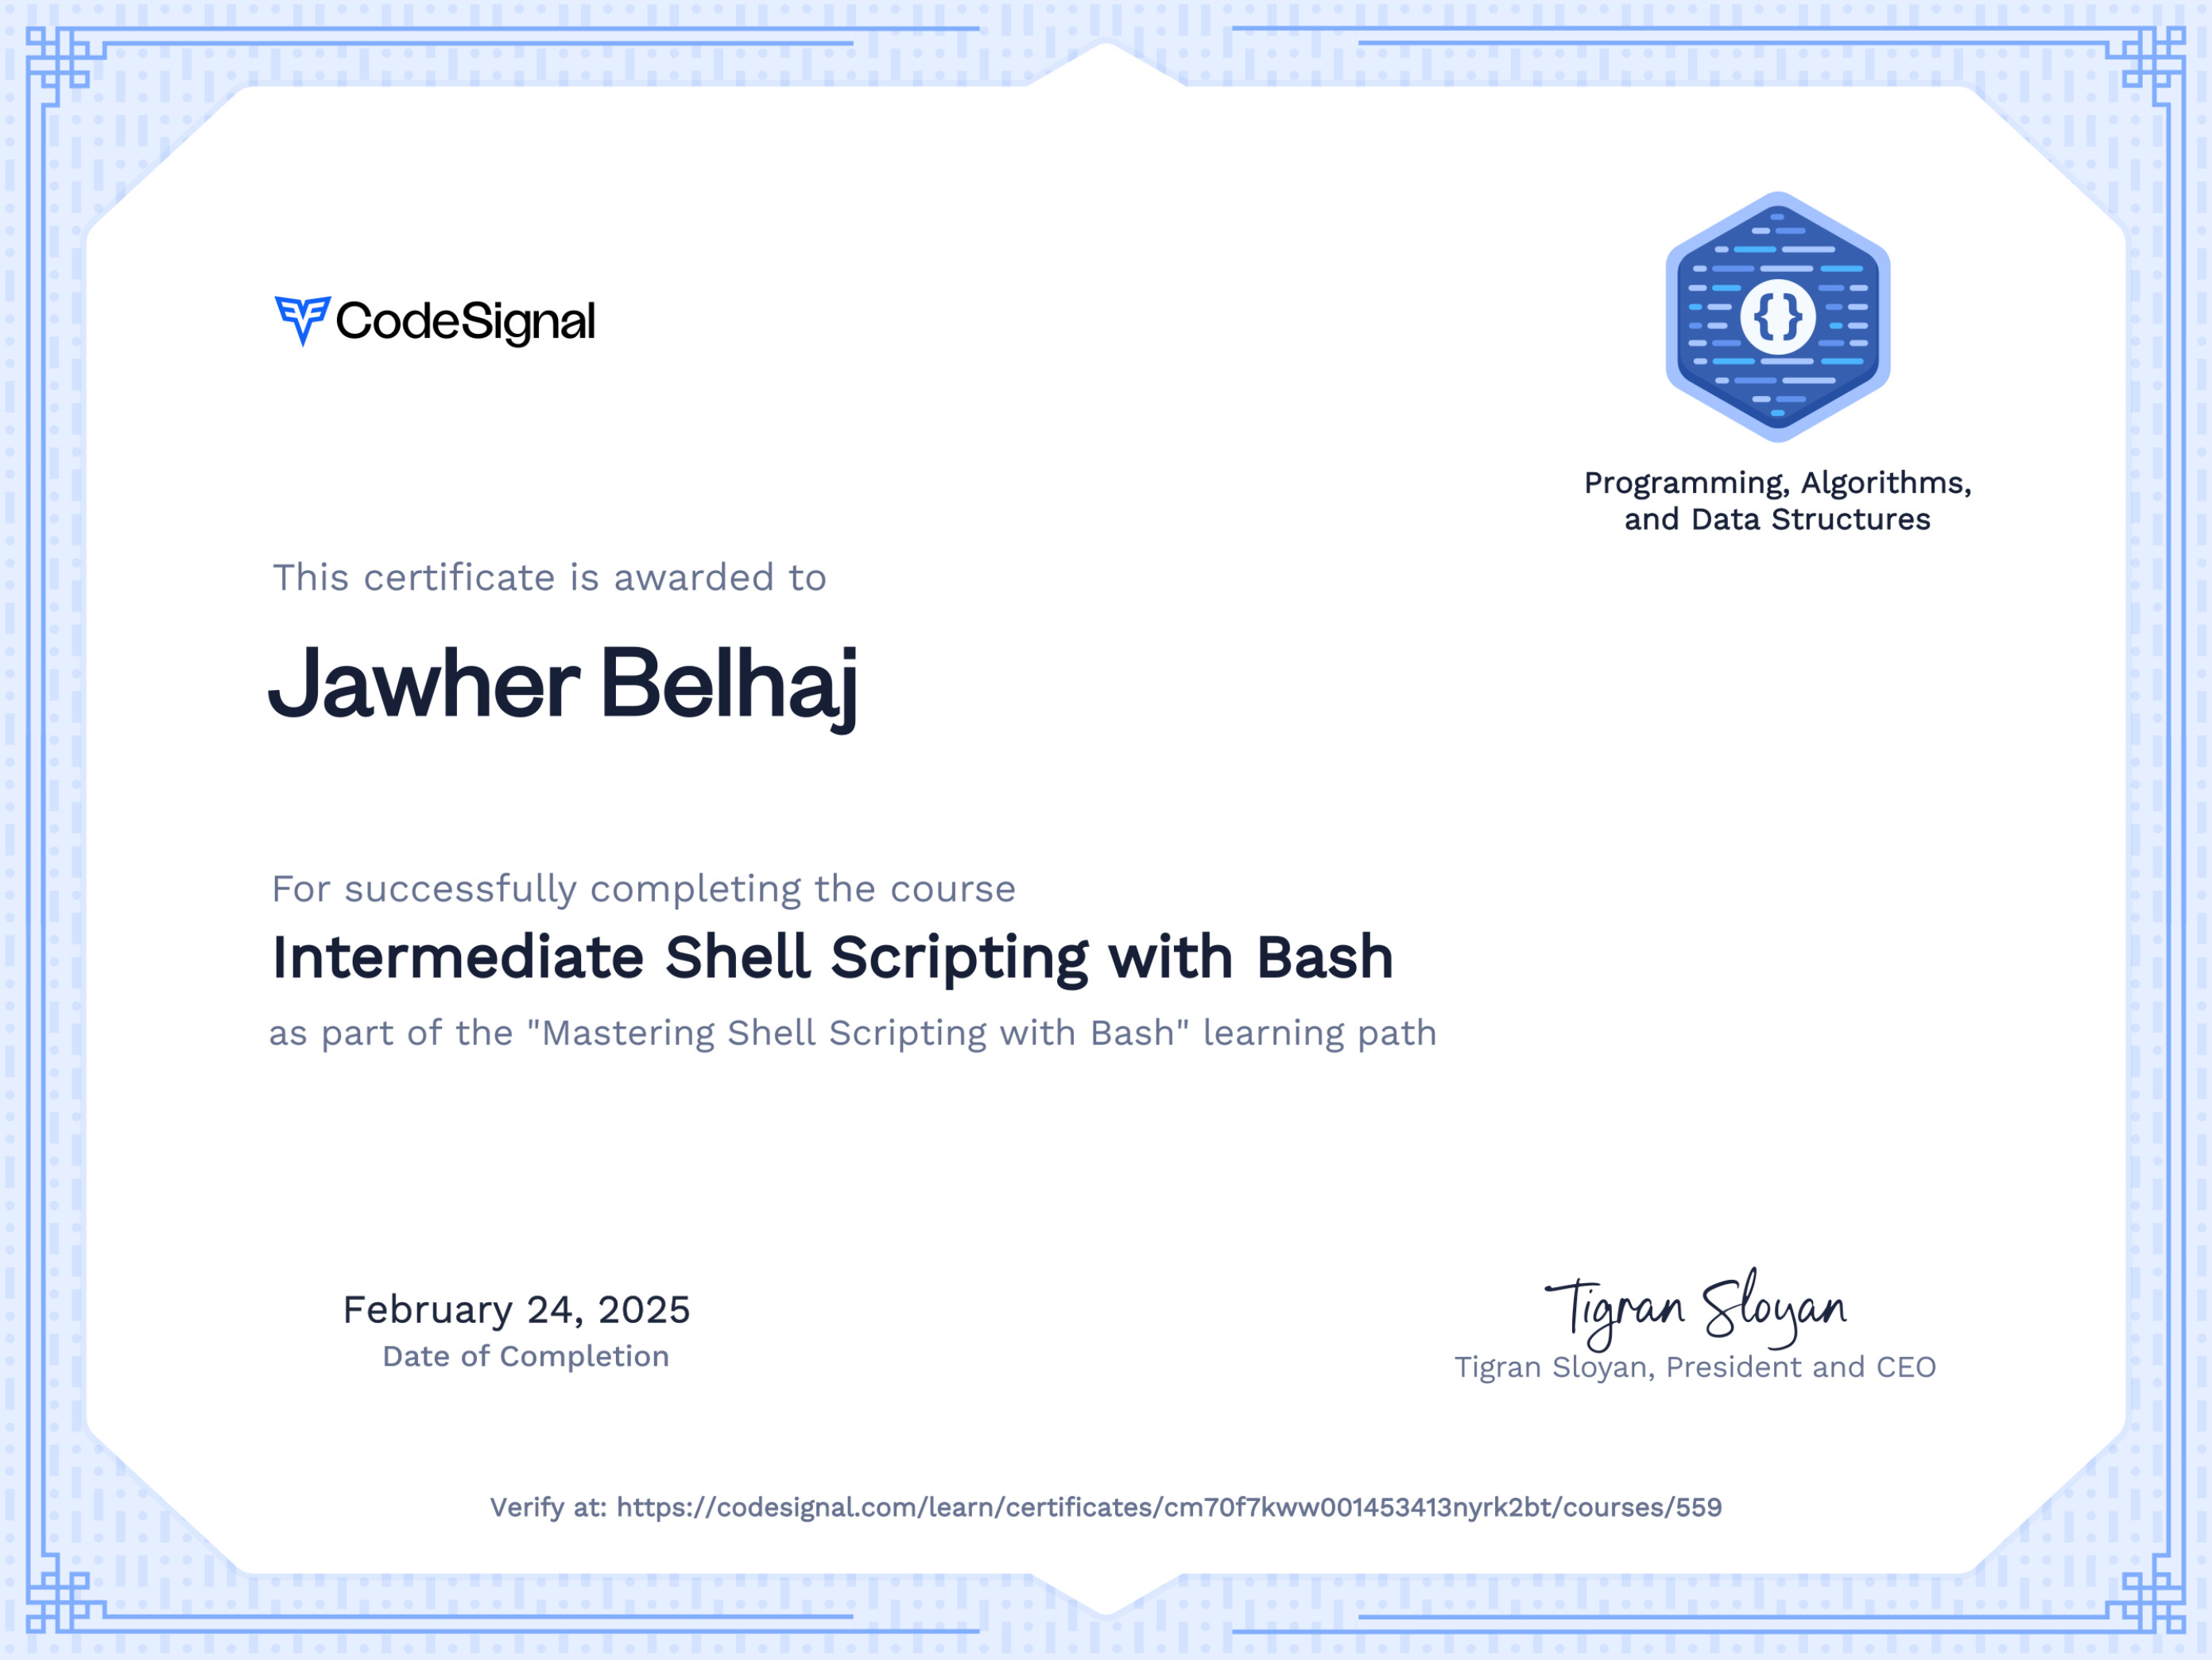 CodeSignal
{}
Programming, Algorithms,
and Data Structures
This certificate is awarded to
Jawher Belhaj
For successfully completing the course
Intermediate Shell Scripting with Bash
as part of the "Mastering Shell Scripting with Bash" learning path
February 24, 2025
Date of Completion
Tigran Sloyan
Tigran Sloyan, President and CEO
Verify at: https://codesignal.com/learn/certificates/cm70f7kww001453413nyrk2bt/courses/559